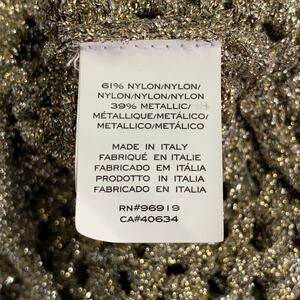 61% NYLON/NYLON/
NYLON/NYLON/NYLON
39% METALLIC/
MÉTALLIQUE/METÁLICO/
METALLICO/METÁLICO
MADE IN ITALY
FABRIQUÉ EN ITALIE
FABRICADO EM ITÁLIA
PRODOTTO IN ITALIA
FABRICADO EN ITALIA
RN#96919
CA#40634